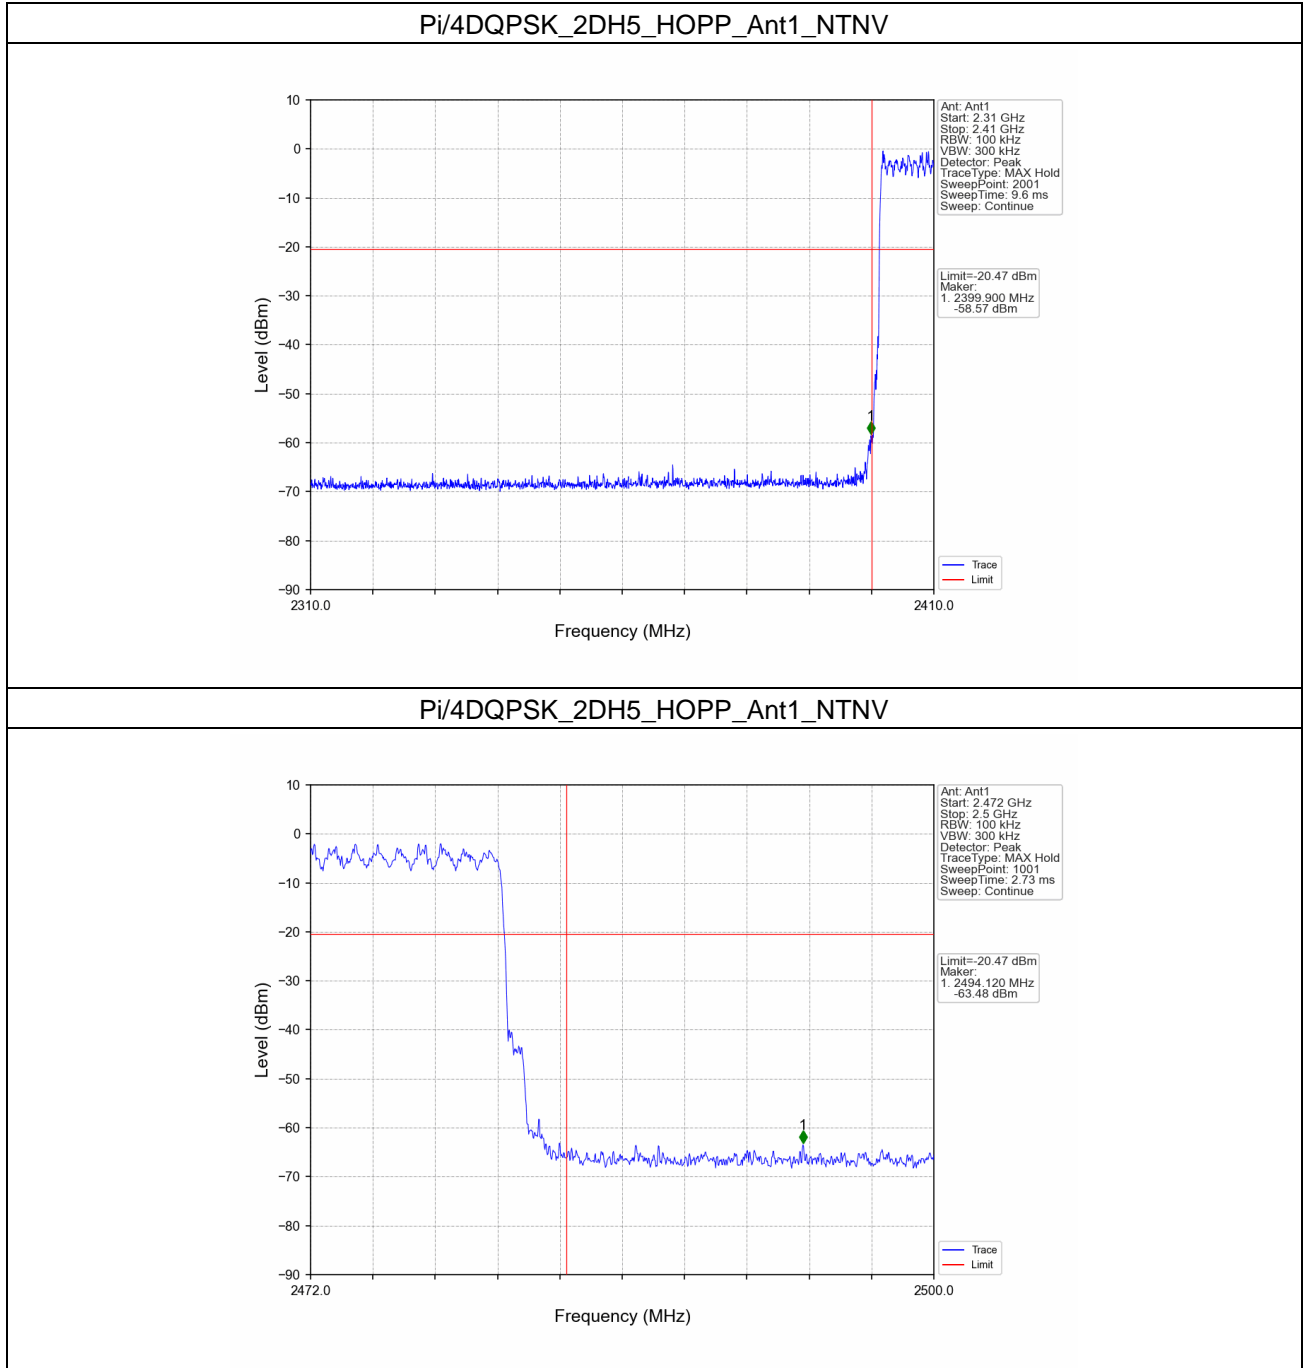 Pi/4DQPSK_2DH5_HOPP_Ant1_NTNV
10
0
−10
−20
−30
−40
−50
−60
−70
−80
−90
Level (dBm)
2310.0
2410.0
Frequency (MHz)
1
Ant: Ant1
Start: 2.31 GHz
Stop: 2.41 GHz
RBW: 100 kHz
VBW: 300 kHz
Detector: Peak
TraceType: MAX Hold
SweepPoint: 2001
SweepTime: 9.6 ms
Sweep: Continue
Limit=-20.47 dBm
Maker:
1. 2399.900 MHz
-58.57 dBm
Trace
Limit
Pi/4DQPSK_2DH5_HOPP_Ant1_NTNV
10
0
−10
−20
−30
−40
−50
−60
−70
−80
−90
Level (dBm)
2472.0
2500.0
Frequency (MHz)
1
Ant: Ant1
Start: 2.472 GHz
Stop: 2.5 GHz
RBW: 100 kHz
VBW: 300 kHz
Detector: Peak
TraceType: MAX Hold
SweepPoint: 1001
SweepTime: 2.73 ms
Sweep: Continue
Limit=-20.47 dBm
Maker:
1. 2494.120 MHz
-63.48 dBm
Trace
Limit